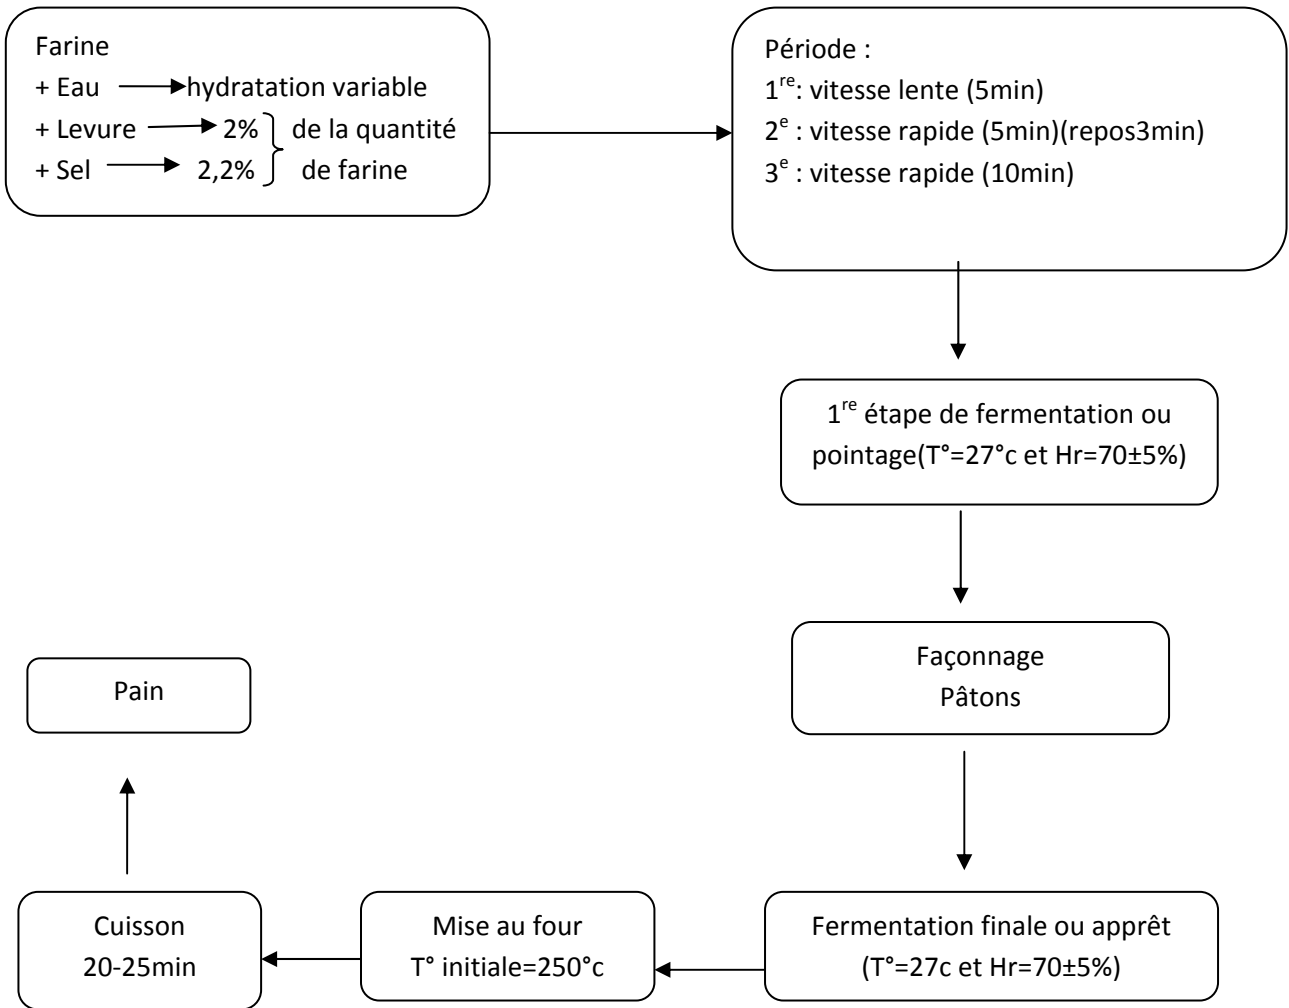 Farine
+ Eau hydratation variable
+ Levure 2% de la quantité
+ Sel 2,2% de farine
Période :
1re: vitesse lente (5min)
2e : vitesse rapide (5min)(repos3min)
3e : vitesse rapide (10min)
1re étape de fermentation ou
pointage(T°=27°c et Hr=70±5%)
Façonnage
Pâtons
Fermentation finale ou apprêt
(T°=27c et Hr=70±5%)
Mise au four
T° initiale=250°c
Cuisson
20-25min
Pain